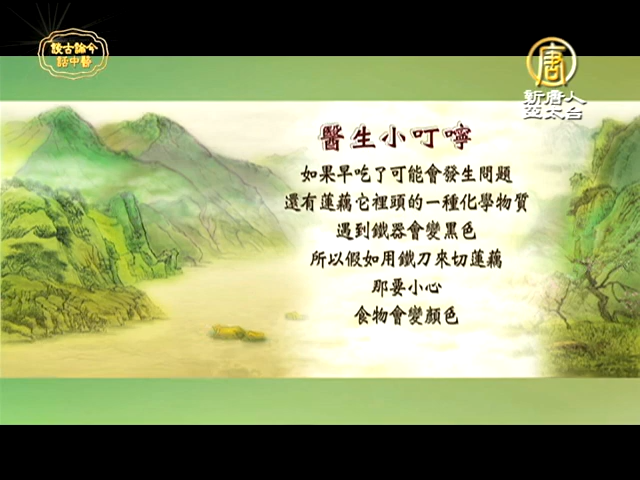 談古論今
話中醫
新唐人
亞太台
醫生小叮嚀
如果早吃了可能會發生問題
還有蓮藕它裡頭的一種化學物質
遇到鐵器會變黑色
所以假如用鐵刀來切蓮藕
那要小心
食物會變顏色